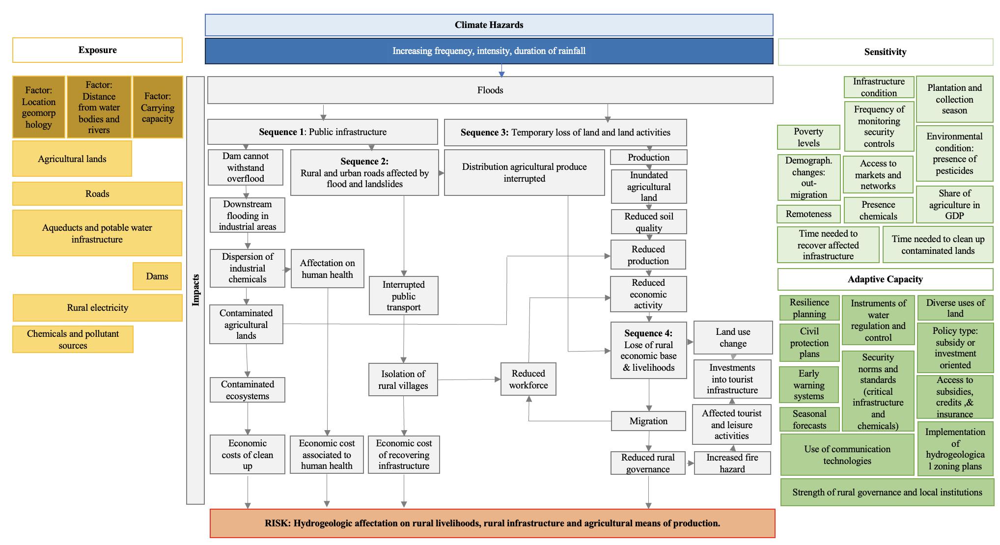 Climate Hazards
Increasing frequency, intensity, duration of rainfall
Exposure
Factor:
Location
geomorp
hology
Factor:
Distance
from water
bodies and
rivers
Factor:
Carrying
capacity
Agricultural lands
Roads
Aqueducts and potable water
infrastructure
Dams
Rural electricity
Chemicals and pollutant
sources
Impacts
Floods
Sequence 1: Public infrastructure
Sequence 3: Temporary loss of land and land activities
Dam cannot
withstand
overflood
Sequence 2:
Rural and urban roads affected by
flood and landslides
Distribution agricultural produce
interrupted
Production
Inundated
agricultural
land
Downstream
flooding in
industrial areas
Reduced soil
quality
Dispersion of
industrial
chemicals
Affectation on
human health
Reduced
production
Interrupted
public
transport
Reduced
economic
activity
Contaminated
agricultural
lands
Sequence 4:
Lose of rural
economic base
& livelihoods
Land use
change
Contaminated
ecosystems
Isolation of
rural villages
Reduced
workforce
Investments
into tourist
infrastructure
Migration
Affected tourist
and leisure
activities
Economic
costs of clean
up
Economic cost
associated to
human health
Economic cost
of recovering
infrastructure
Reduced rural
governance
Increased fire
hazard
RISK: Hydrogeologic affectation on rural livelihoods, rural infrastructure and agricultural means of production.
Sensitivity
Infrastructure
condition
Plantation and
collection
season
Frequency of
monitoring
security
controls
Poverty
levels
Environmental
condition:
presence of
pesticides
Demograph.
changes:
out-
migration
Access to
markets and
networks
Share of
agriculture in
GDP
Remoteness
Presence
chemicals
Time needed to
recover affected
infrastructure
Time needed to clean up
contaminated lands
Adaptive Capacity
Resilience
planning
Instruments of
water
regulation and
control
Diverse uses of
land
Civil
protection
plans
Policy type:
subsidy or
investment
oriented
Early
warning
systems
Security
norms and
standards
(critical
infrastructure
and
chemicals)
Access to
subsidies,
credits ,&
insurance
Seasonal
forecasts
Use of communication
technologies
Implementation
of
hydrogeologica
l zoning plans
Strength of rural governance and local institutions